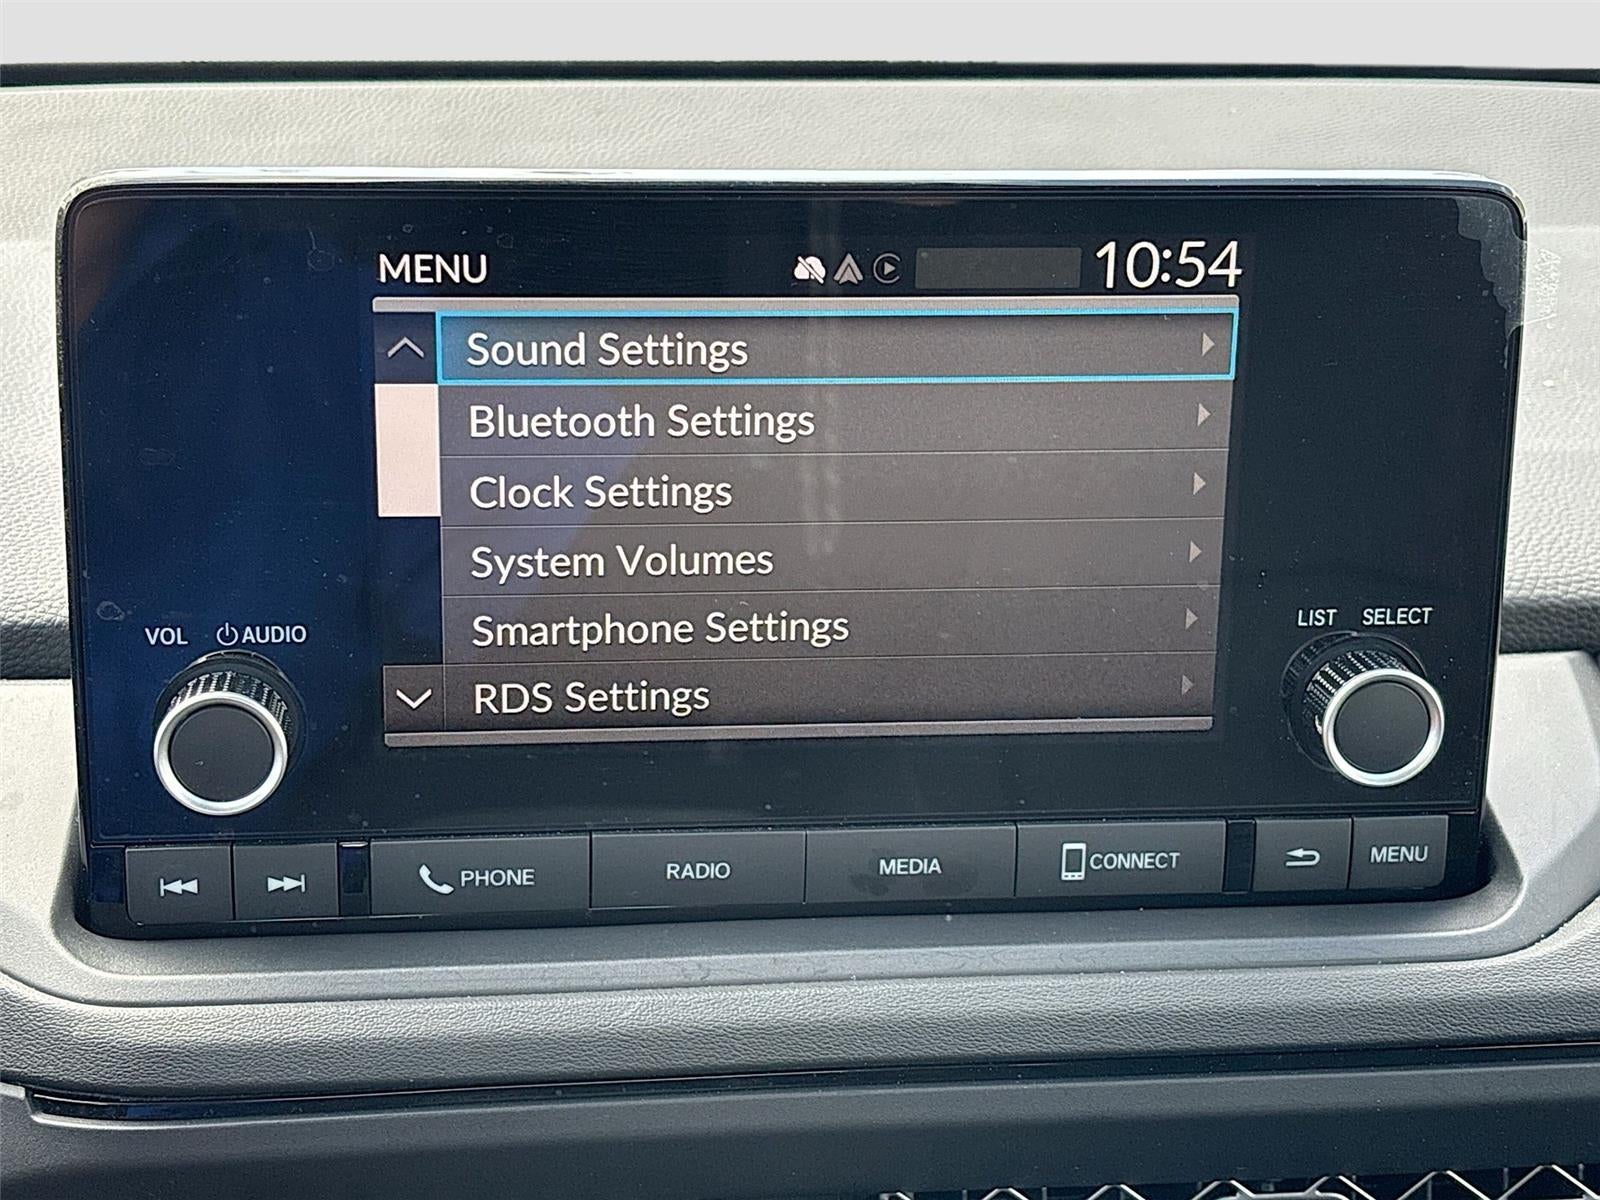 MENU 10:54
Sound Settings
Bluetooth Settings
Clock Settings
System Volumes
Smartphone Settings
RDS Settings
VOL AUDIO
LIST SELECT
PHONE RADIO MEDIA CONNECT MENU